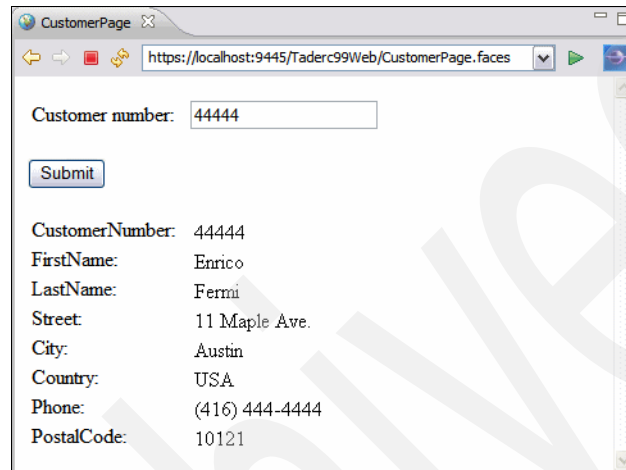 CustomerPage
https://localhost:9445/Taderc99Web/CustomerPage.faces
Customer number: 44444
Submit
CustomerNumber: 44444
FirstName: Enrico
LastName: Fermi
Street: 11 Maple Ave.
City: Austin
Country: USA
Phone: (416) 444-4444
PostalCode: 10121